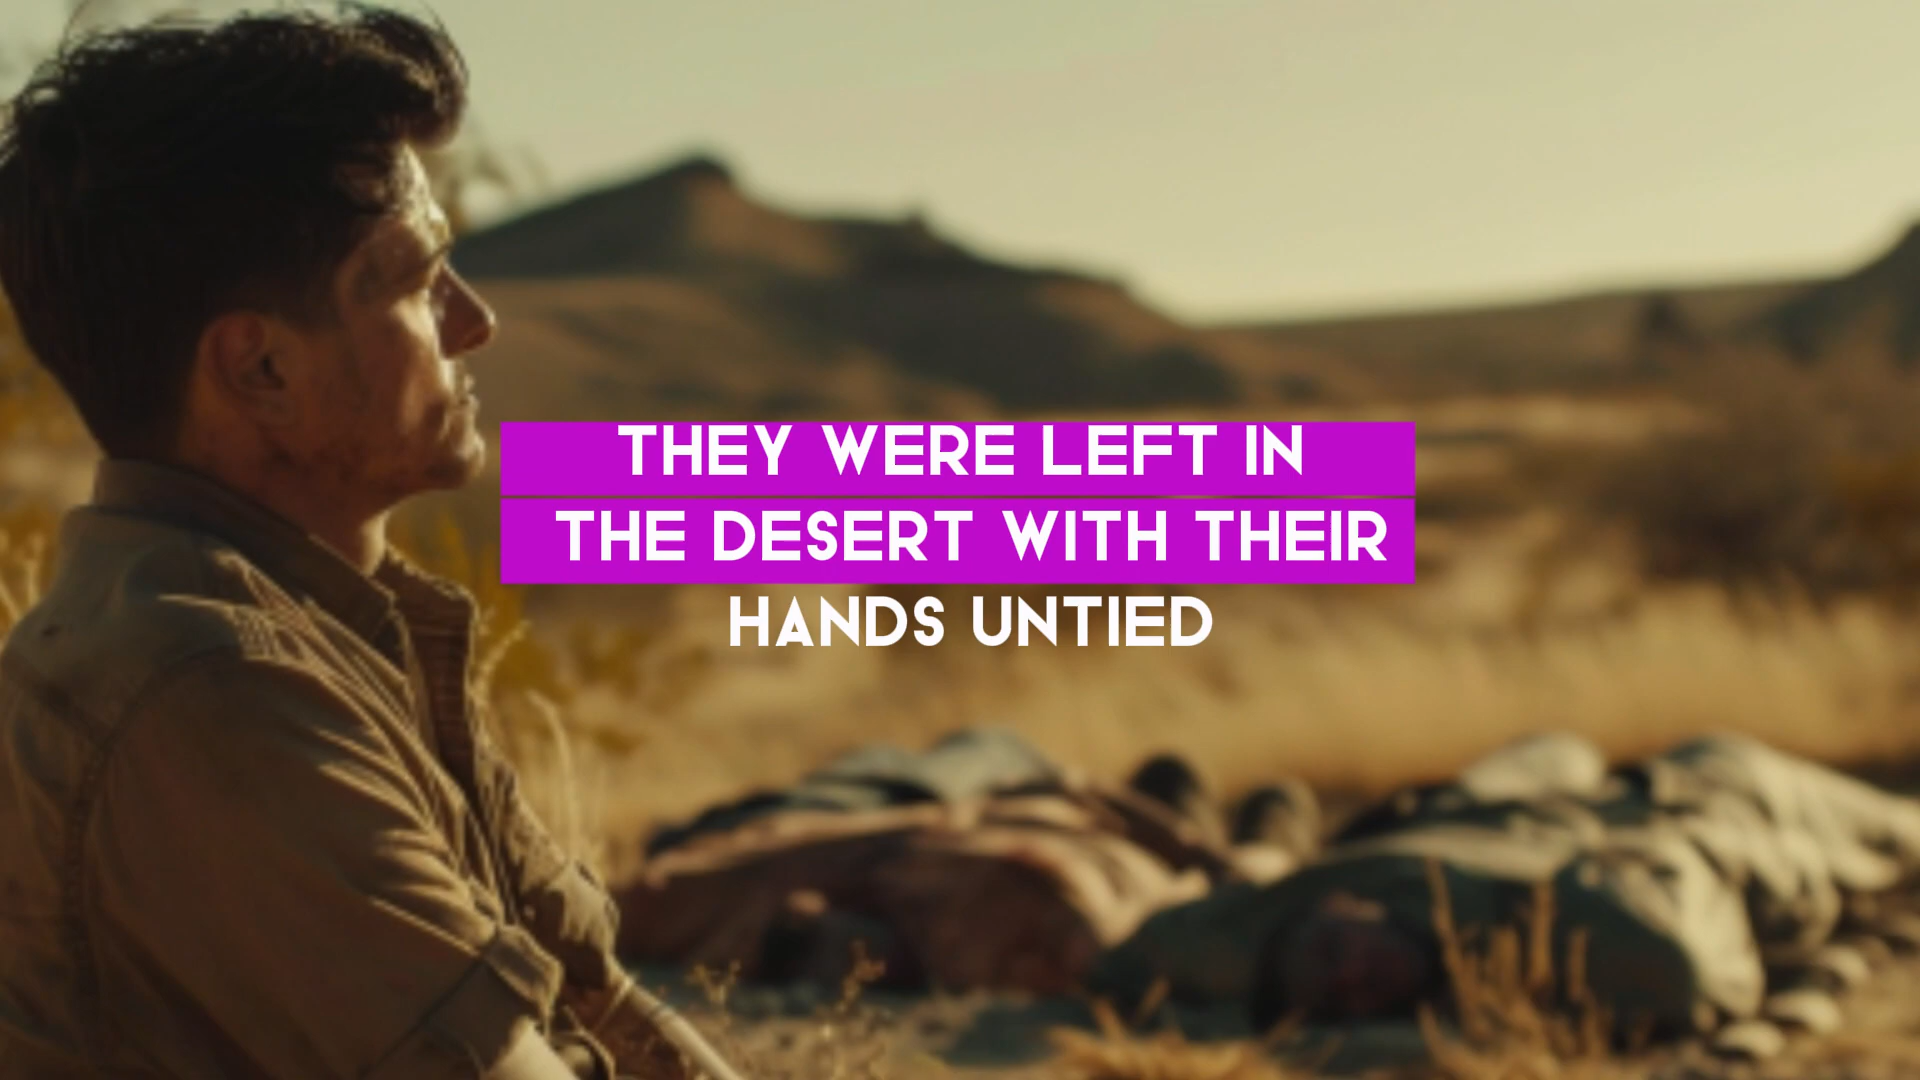 THEY WERE LEFT IN
THE DESERT WITH THEIR
HANDS UNTIED